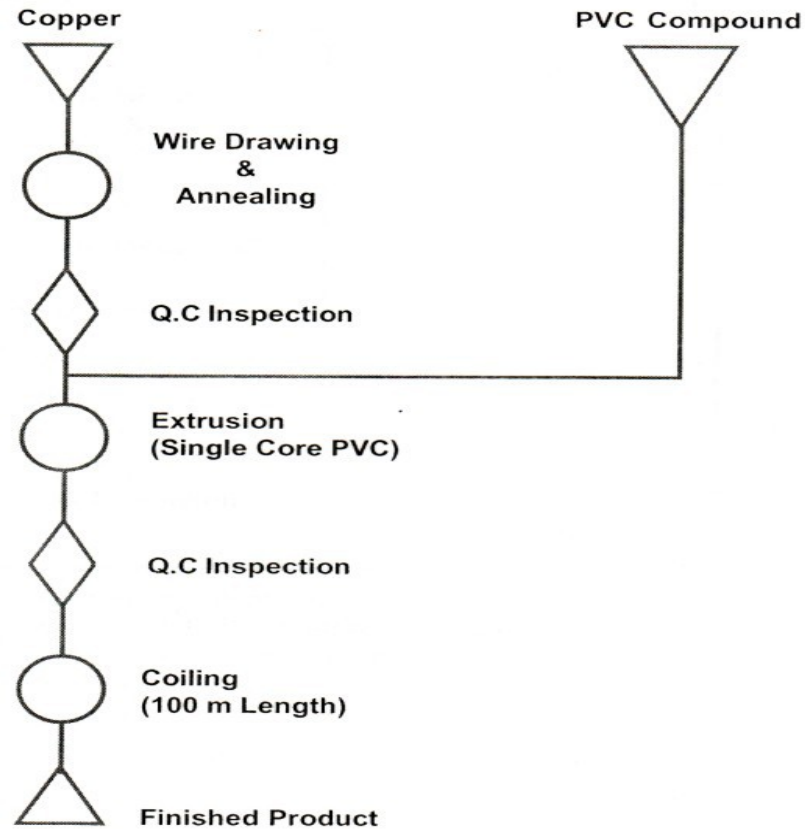 Copper
PVC Compound
Wire Drawing
&
Annealing
Q.C Inspection
Extrusion
(Single Core PVC)
Q.C Inspection
Coiling
(100 m Length)
Finished Product